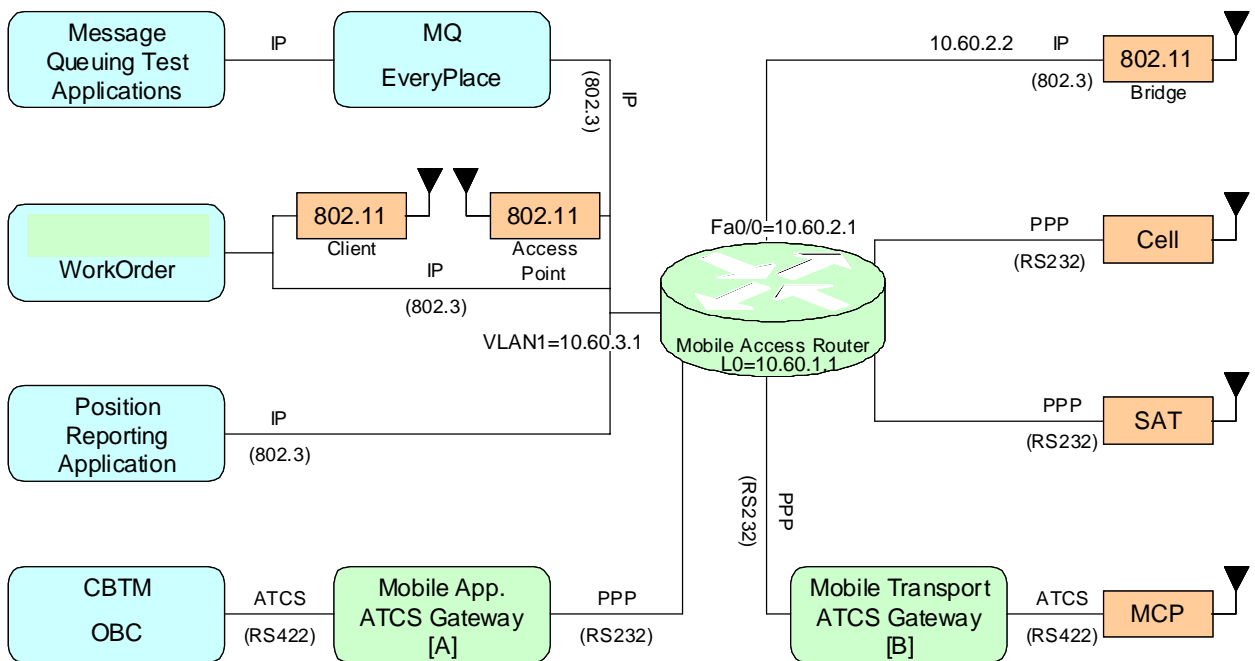 Message
Queuing Test
Applications
IP
MQ
EveryPlace
IP
(802.3)
10.60.2.2
IP
(802.3)
802.11
Bridge
802.11
Client
802.11
Access
Point
WorkOrder
IP
(802.3)
Fa0/0=10.60.2.1
PPP
(RS232)
Cell
VLAN1=10.60.3.1
Mobile Access Router
L0=10.60.1.1
Position
Reporting
Application
IP
(802.3)
PPP
(RS232)
SAT
PPP
(RS232)
CBTM
OBC
ATCS
(RS422)
Mobile App.
ATCS Gateway
[A]
PPP
(RS232)
Mobile Transport
ATCS Gateway
[B]
ATCS
(RS422)
MCP